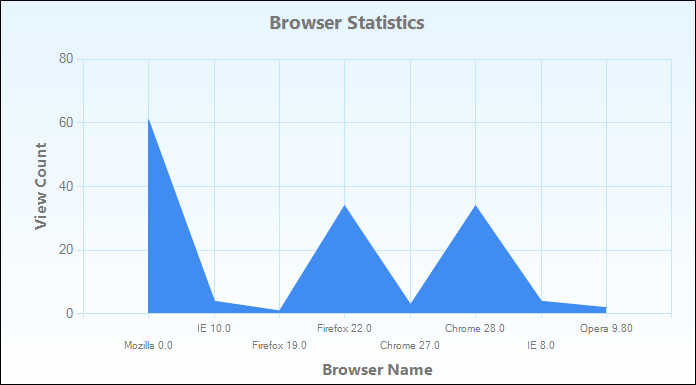 Browser Statistics
View Count
80
60
40
20
0
IE 10.0 Firefox 22.0 Chrome 28.0 Opera 9.80
Mozilla 0.0 Firefox 19.0 Chrome 27.0 IE 8.0
Browser Name